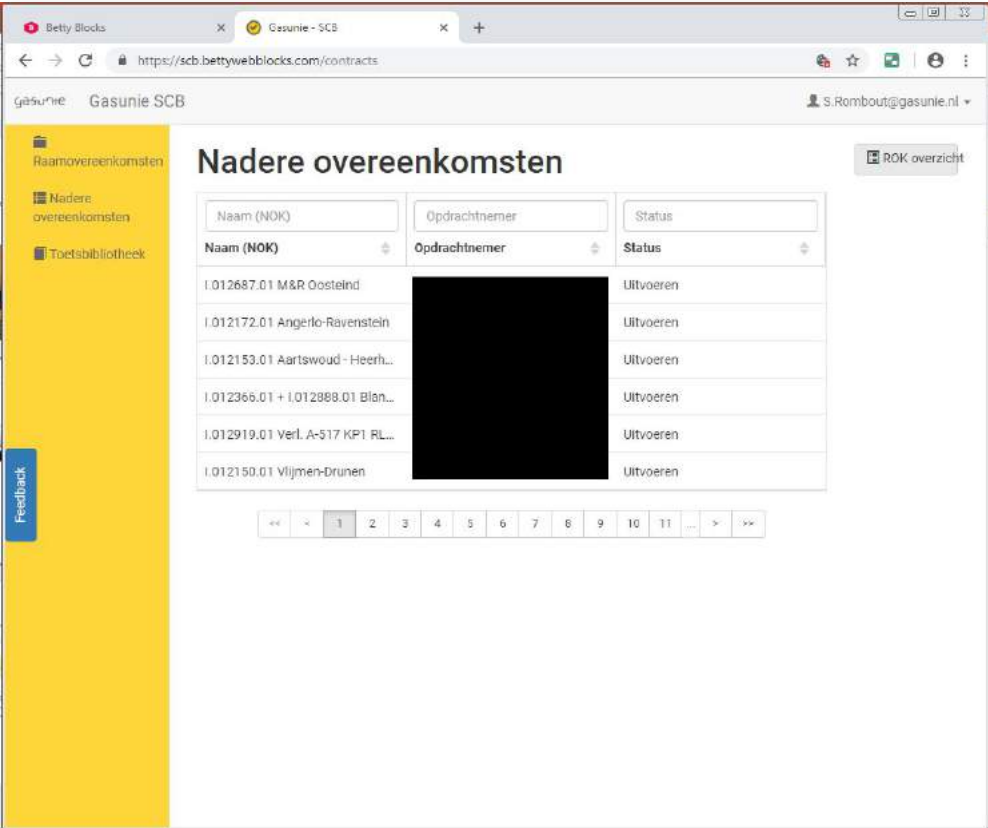 Betty Blocks
Gasunie - SCB
https://scb.bettywebblocks.com/contracts
gasunie Gasunie SCB
S.Rombout@gasunie.nl
Raamovereenkomsten
Nadere
overeenkomsten
Toetsbibliotheek
Feedback
Nadere overeenkomsten
ROK overzicht
Naam (NOK) Opdrachtnemer Status
Naam (NOK) Opdrachtnemer Status
I.012687.01 M&R Oosteind Uitvoeren
I.012172.01 Angerlo-Ravenstein Uitvoeren
I.012153.01 Aartswoud - Heerh... Uitvoeren
I.012366.01 + I.012888.01 Blan... Uitvoeren
I.012919.01 Verl. A-517 KP1 RL... Uitvoeren
I.012150.01 Vlijmen-Drunen Uitvoeren
<< < 1 2 3 4 5 6 7 8 9 10 11 ... > >>